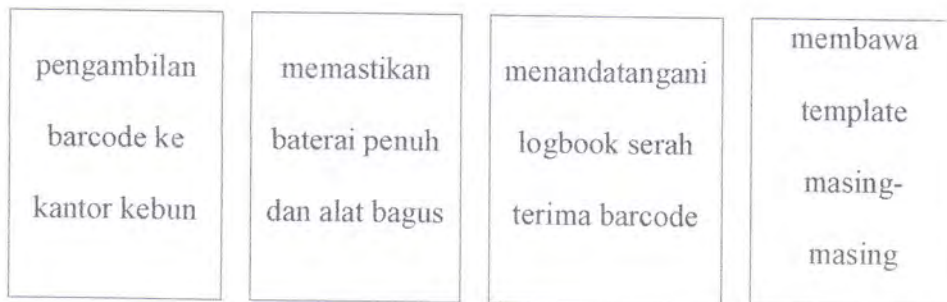 pengambilan
barcode ke
kantor kebun
memastikan
baterai penuh
dan alat bagus
menandatangani
logbook serah
terima barcode
membawa
template
masing-
masing